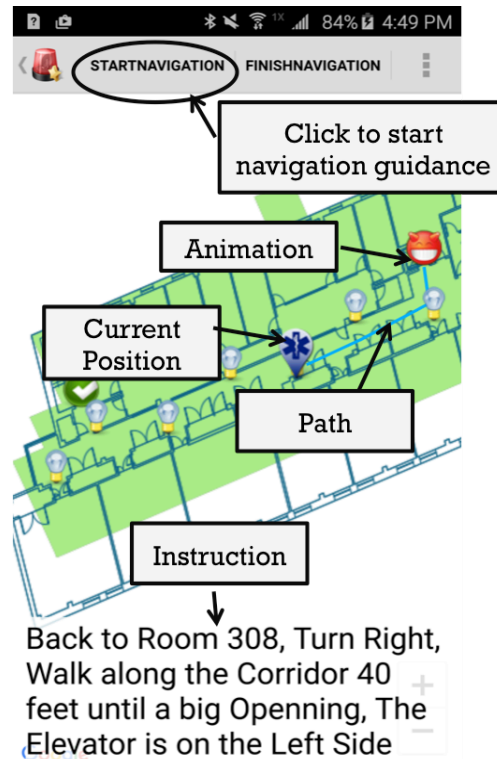 1X 84% 4:49 PM
STARTNAVIGATION FINISHNAVIGATION
Click to start
navigation guidance
Animation
Current
Position
Path
Instruction
Back to Room 308, Turn Right,
Walk along the Corridor 40
feet until a big Openning, The
Elevator is on the Left Side